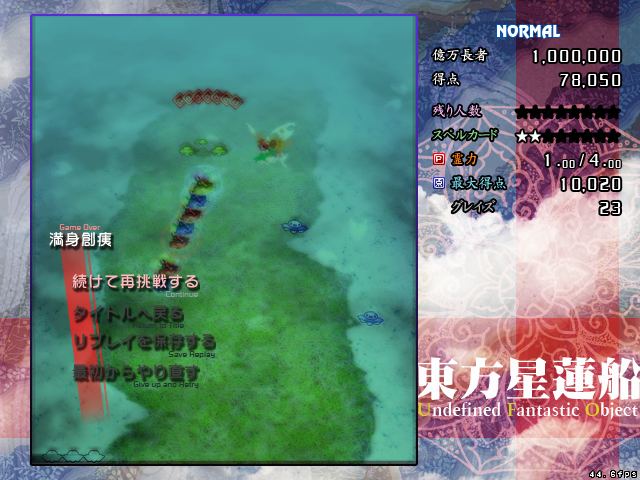 NORMAL
億万長者 1,000,000
得点 78,050
残り人数
スペルカード
P 霊力 1.00/4.00
点 最大得点 10,020
グレイズ 23
Game Over
満身創痍
続けて再挑戦する
Continue
タイトルへ戻る
Return to Title
リプレイを保存する
Save Replay
最初からやり直す
Give up and Retry
東方星蓮船
Undefined Fantastic Object
44.6fps